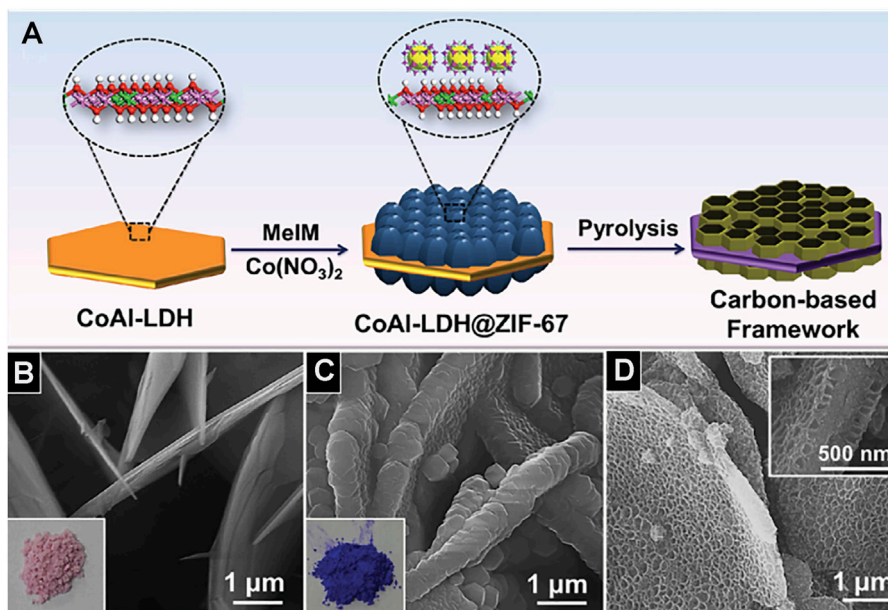 A
MeIM
Pyrolysis
Co(NO₃)₂
CoAl-LDH
CoAl-LDH@ZIF-67
Carbon-based
Framework
B
1 μm
C
1 μm
D
500 nm
1 μm